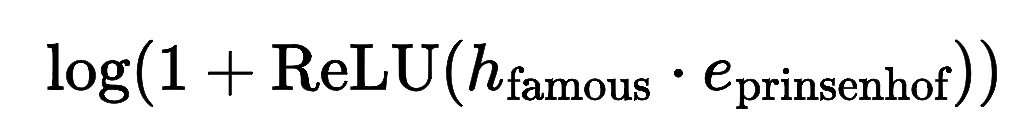 log(1 + ReLU(h_famous · e_prinsenhof))